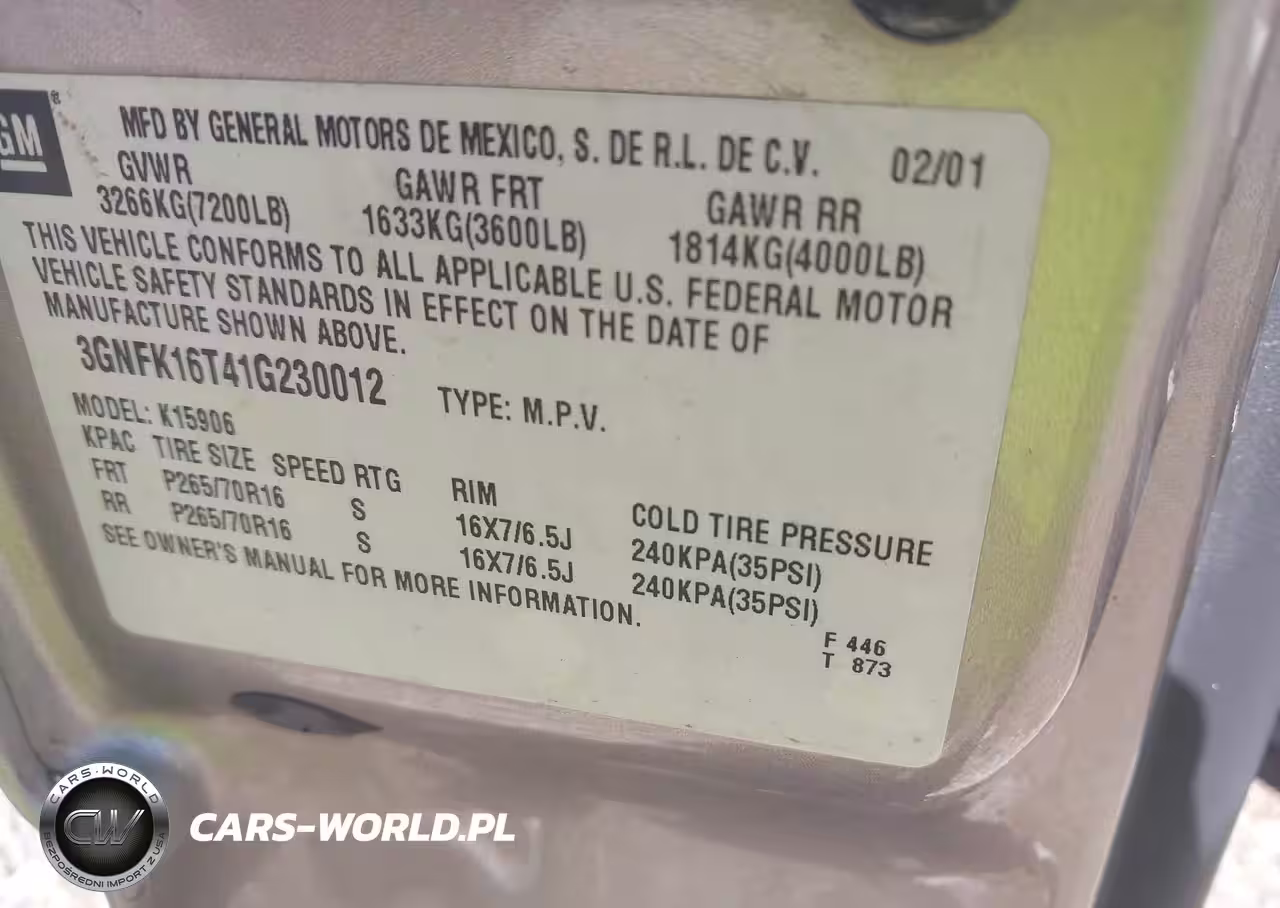 GM®
MFD BY GENERAL MOTORS DE MEXICO, S. DE R.L. DE C.V. 02/01
GVWR GAWR FRT GAWR RR
3266KG(7200LB) 1633KG(3600LB) 1814KG(4000LB)
THIS VEHICLE CONFORMS TO ALL APPLICABLE U.S. FEDERAL MOTOR
VEHICLE SAFETY STANDARDS IN EFFECT ON THE DATE OF
MANUFACTURE SHOWN ABOVE.
3GNFK16T41G230012 TYPE: M.P.V.
MODEL: K15906
KPAC TIRE SIZE SPEED RTG RIM COLD TIRE PRESSURE
FRT P265/70R16 S 16X7/6.5J 240KPA(35PSI)
RR P265/70R16 S 16X7/6.5J 240KPA(35PSI)
SEE OWNER'S MANUAL FOR MORE INFORMATION.
F 446
T 873
CARS-WORLD
CW
BEZPOŚREDNI IMPORT Z USA
CARS-WORLD.PL